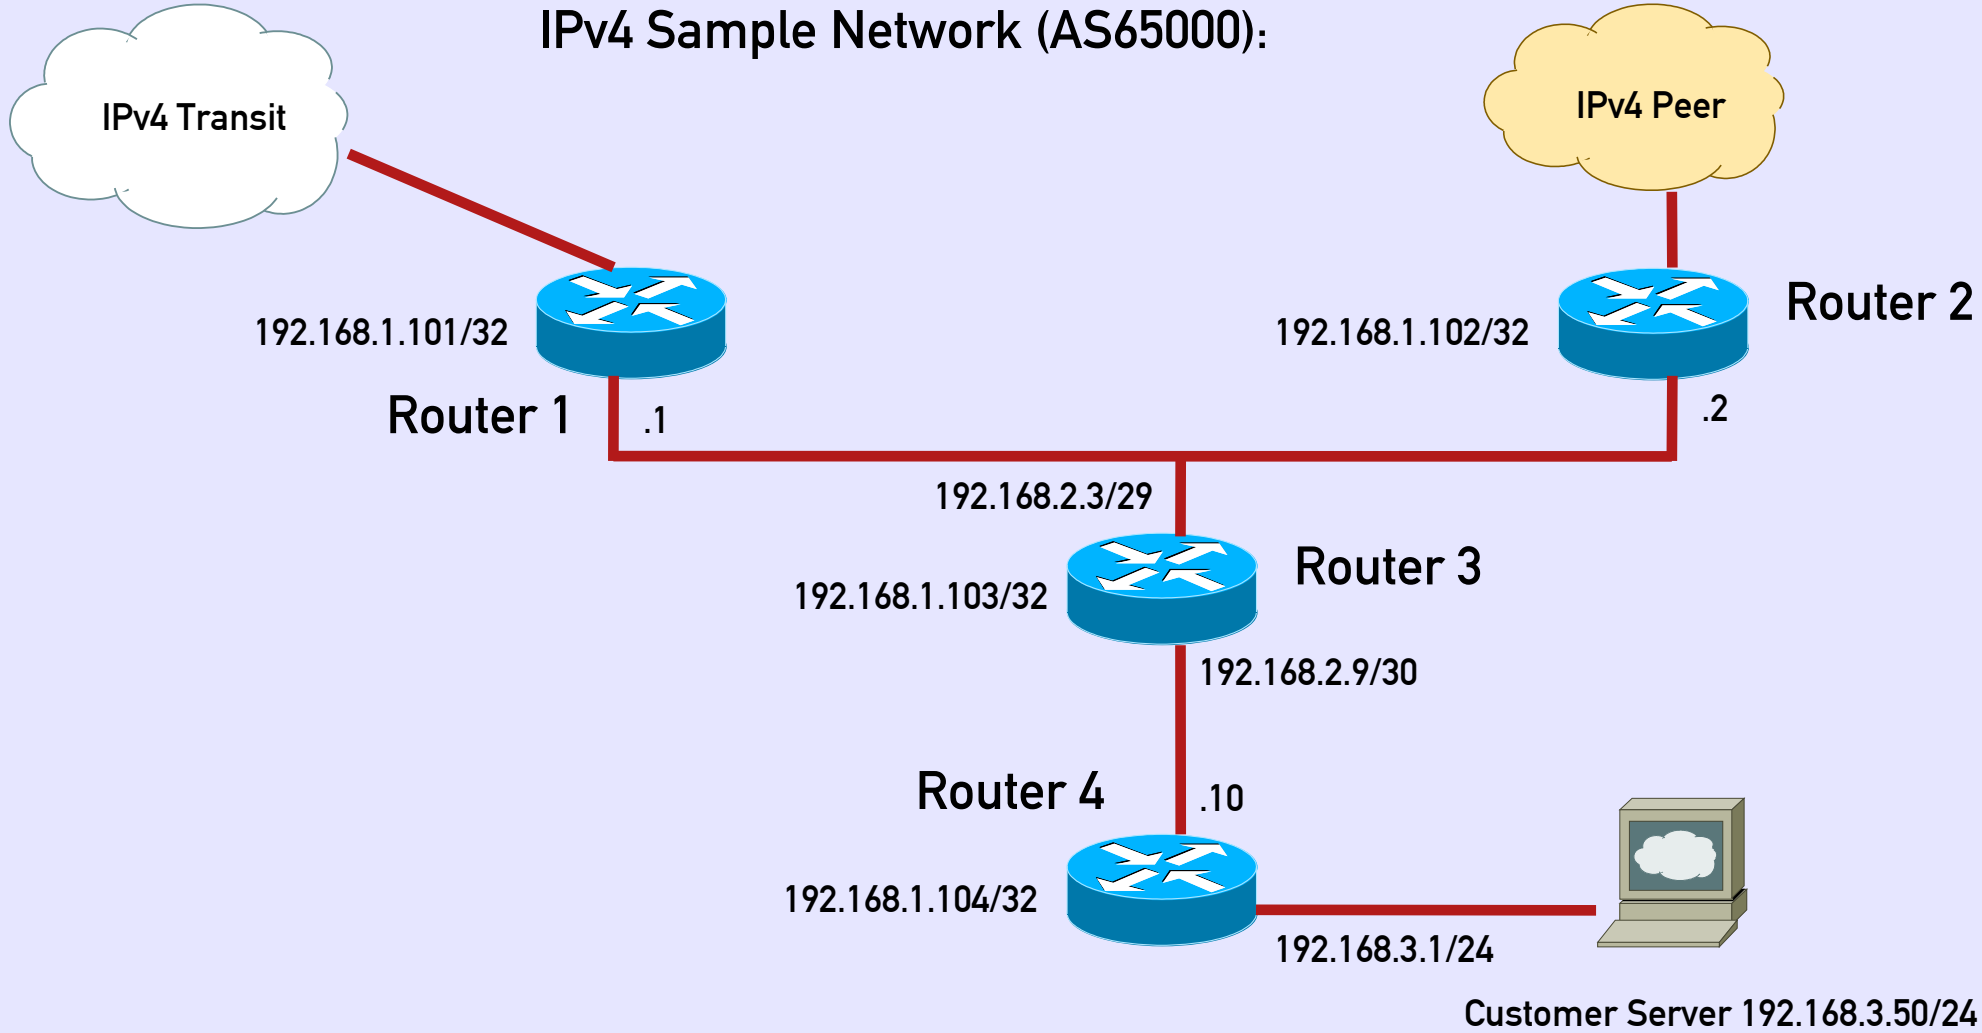 IPv4 Sample Network (AS65000):
IPv4 Transit
IPv4 Peer
Router 2
192.168.1.101/32
192.168.1.102/32
Router 1
.1
.2
192.168.2.3/29
Router 3
192.168.1.103/32
192.168.2.9/30
Router 4
.10
192.168.1.104/32
192.168.3.1/24
Customer Server 192.168.3.50/24